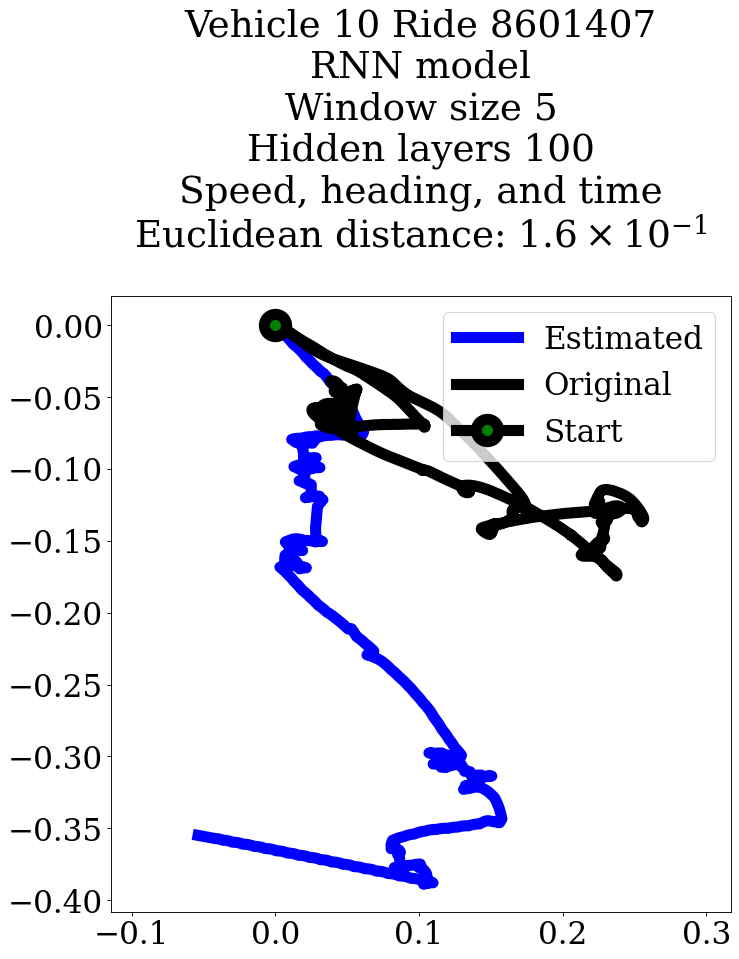 Vehicle 10 Ride 8601407
RNN model
Window size 5
Hidden layers 100
Speed, heading, and time
Euclidean distance: 1.6 × 10⁻¹
Estimated
Original
Start
0.00
−0.05
−0.10
−0.15
−0.20
−0.25
−0.30
−0.35
−0.40
−0.1 0.0 0.1 0.2 0.3